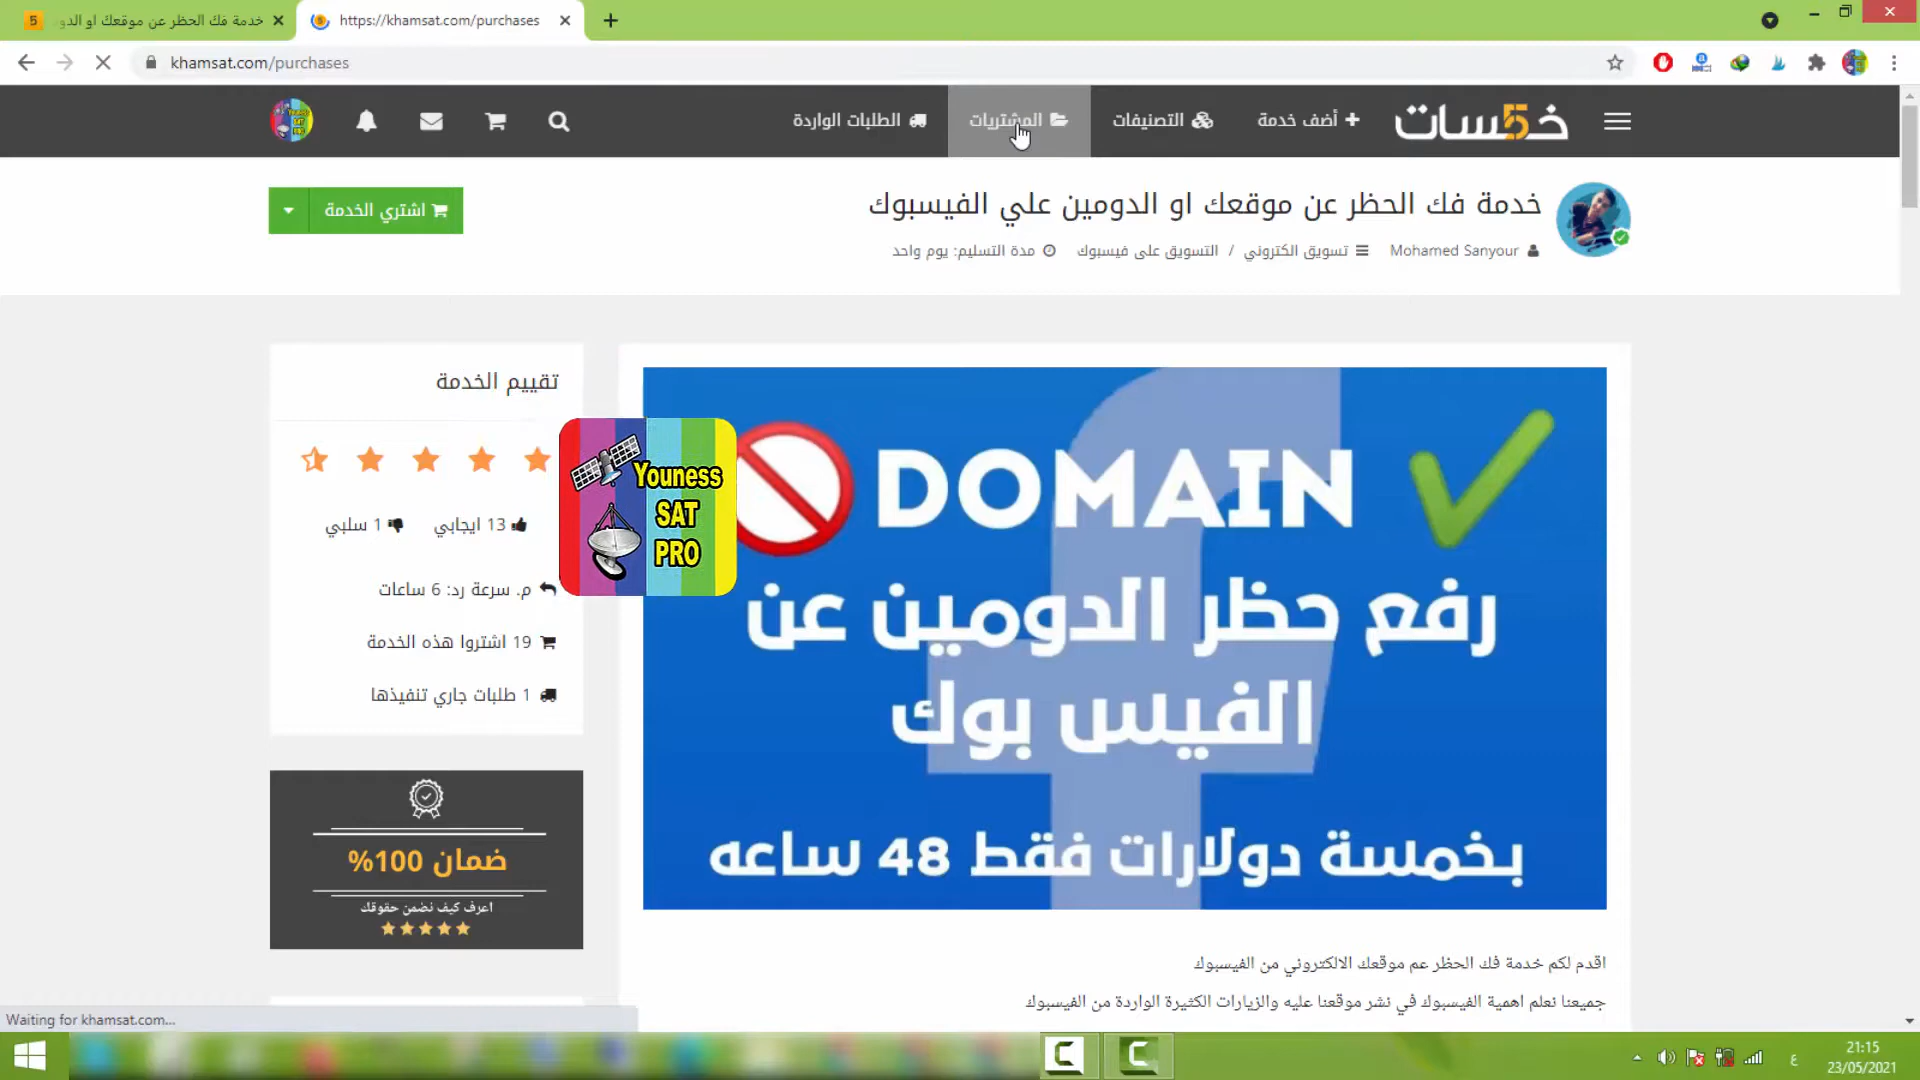 خدمة فك الحظر عن موقعك او الدوم
https://khamsat.com/purchases
khamsat.com/purchases
خمسات
أضف خدمة
التصنيفات
المشتريات
الطلبات الواردة
خدمة فك الحظر عن موقعك او الدومين علي الفيسبوك
Mohamed Sanyour
تسويق الكتروني / التسويق على فيسبوك
مدة التسليم: يوم واحد
اشتري الخدمة
تقييم الخدمة
13 ايجابي
1 سلبي
م. سرعة رد: 6 ساعات
19 اشتروا هذه الخدمة
1 طلبات جاري تنفيذها
ضمان 100%
اعرف كيف نضمن حقوقك
Youness
SAT
PRO
DOMAIN
رفع حظر الدومين عن
الفيس بوك
بخمسة دولارات فقط 48 ساعه
اقدم لكم خدمة فك الحظر عم موقعك الالكتروني من الفيسبوك
جميعنا نعلم اهمية الفيسبوك في نشر موقعنا عليه والزيارات الكثيرة الواردة من الفيسبوك
Waiting for khamsat.com...
ع
21:15
23/05/2021